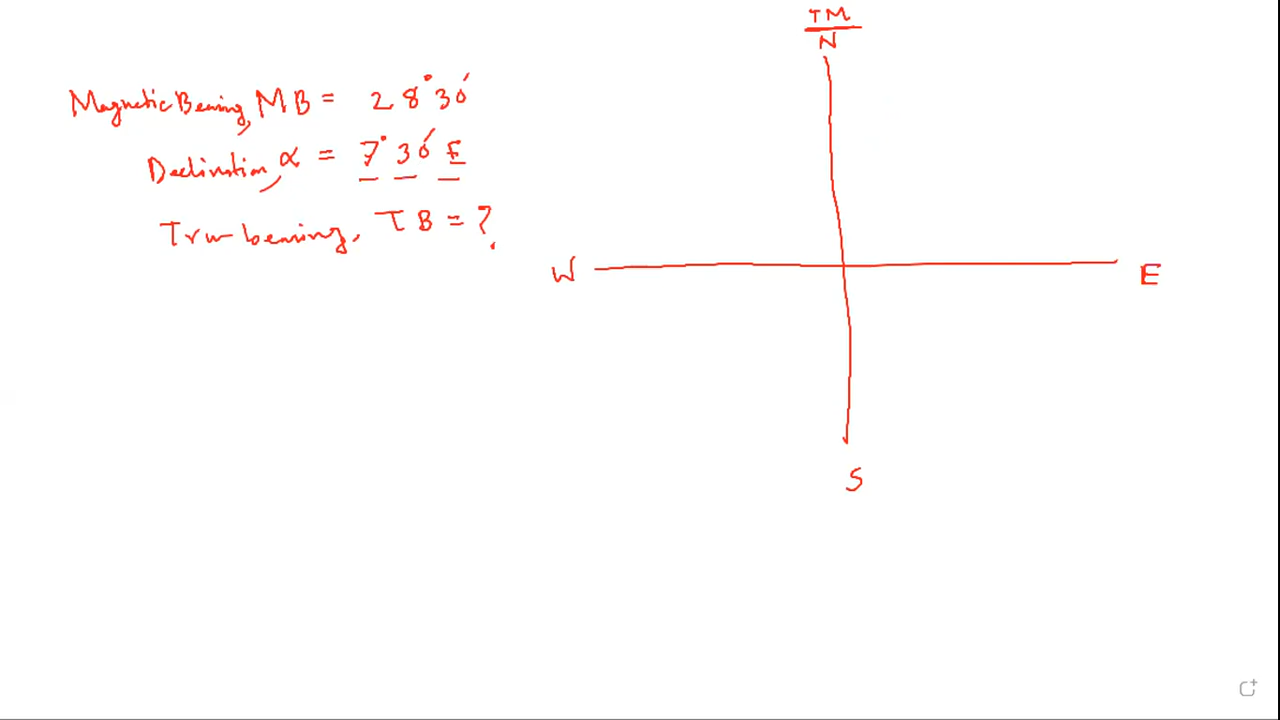 TM
N
Magnetic Bearing, MB = 28°30'
Declination, α = 7°30' E
True bearing, TB = ?
W
E
S